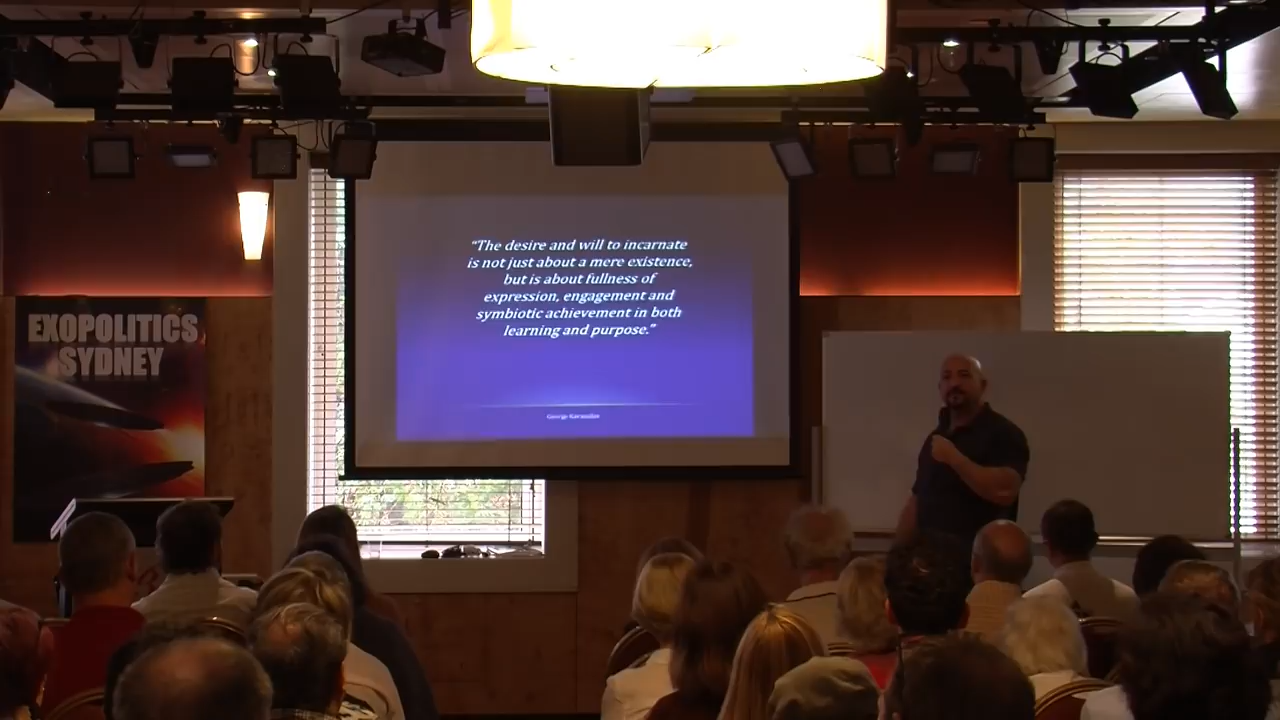 EXOPOLITICS
SYDNEY
"The desire and will to incarnate
is not just about a mere existence,
but is about fullness of
expression, engagement and
symbiotic achievement in both
learning and purpose."
George